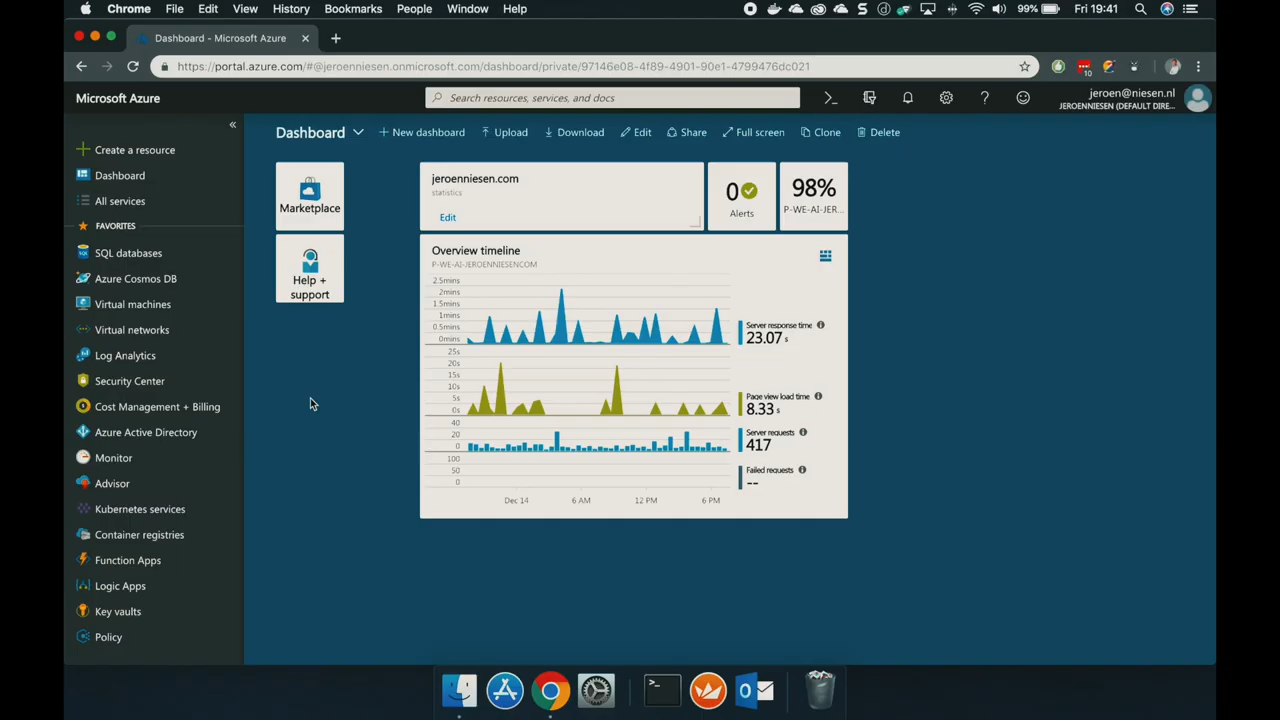 Chrome File Edit View History Bookmarks People Window Help
99% Fri 19:41
Dashboard - Microsoft Azure
https://portal.azure.com/#@jeroenniesen.onmicrosoft.com/dashboard/private/97146e08-4f89-4901-90e1-4799476dc021
10
Microsoft Azure
Search resources, services, and docs
jeroen@niesen.nl
JEROENNIESEN (DEFAULT DIRE...
Dashboard
New dashboard
Upload
Download
Edit
Share
Full screen
Clone
Delete
Create a resource
Dashboard
All services
FAVORITES
SQL databases
Azure Cosmos DB
Virtual machines
Virtual networks
Log Analytics
Security Center
Cost Management + Billing
Azure Active Directory
Monitor
Advisor
Kubernetes services
Container registries
Function Apps
Logic Apps
Key vaults
Policy
Marketplace
Help +
support
jeroenniesen.com
statistics
Edit
0
Alerts
98%
P-WE-AI-JER...
Overview timeline
P-WE-AI-JEROENNIESENCOM
2.5mins
2mins
1.5mins
1mins
0.5mins
0mins
Server response time
23.07 s
25s
20s
15s
10s
5s
0s
Page view load time
8.33 s
40
20
0
Server requests
417
100
50
0
Failed requests
--
Dec 14
6 AM
12 PM
6 PM